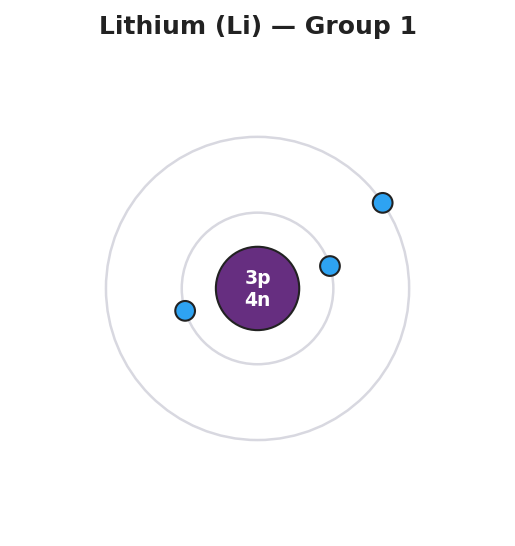 Lithium (Li) — Group 1
3p
4n